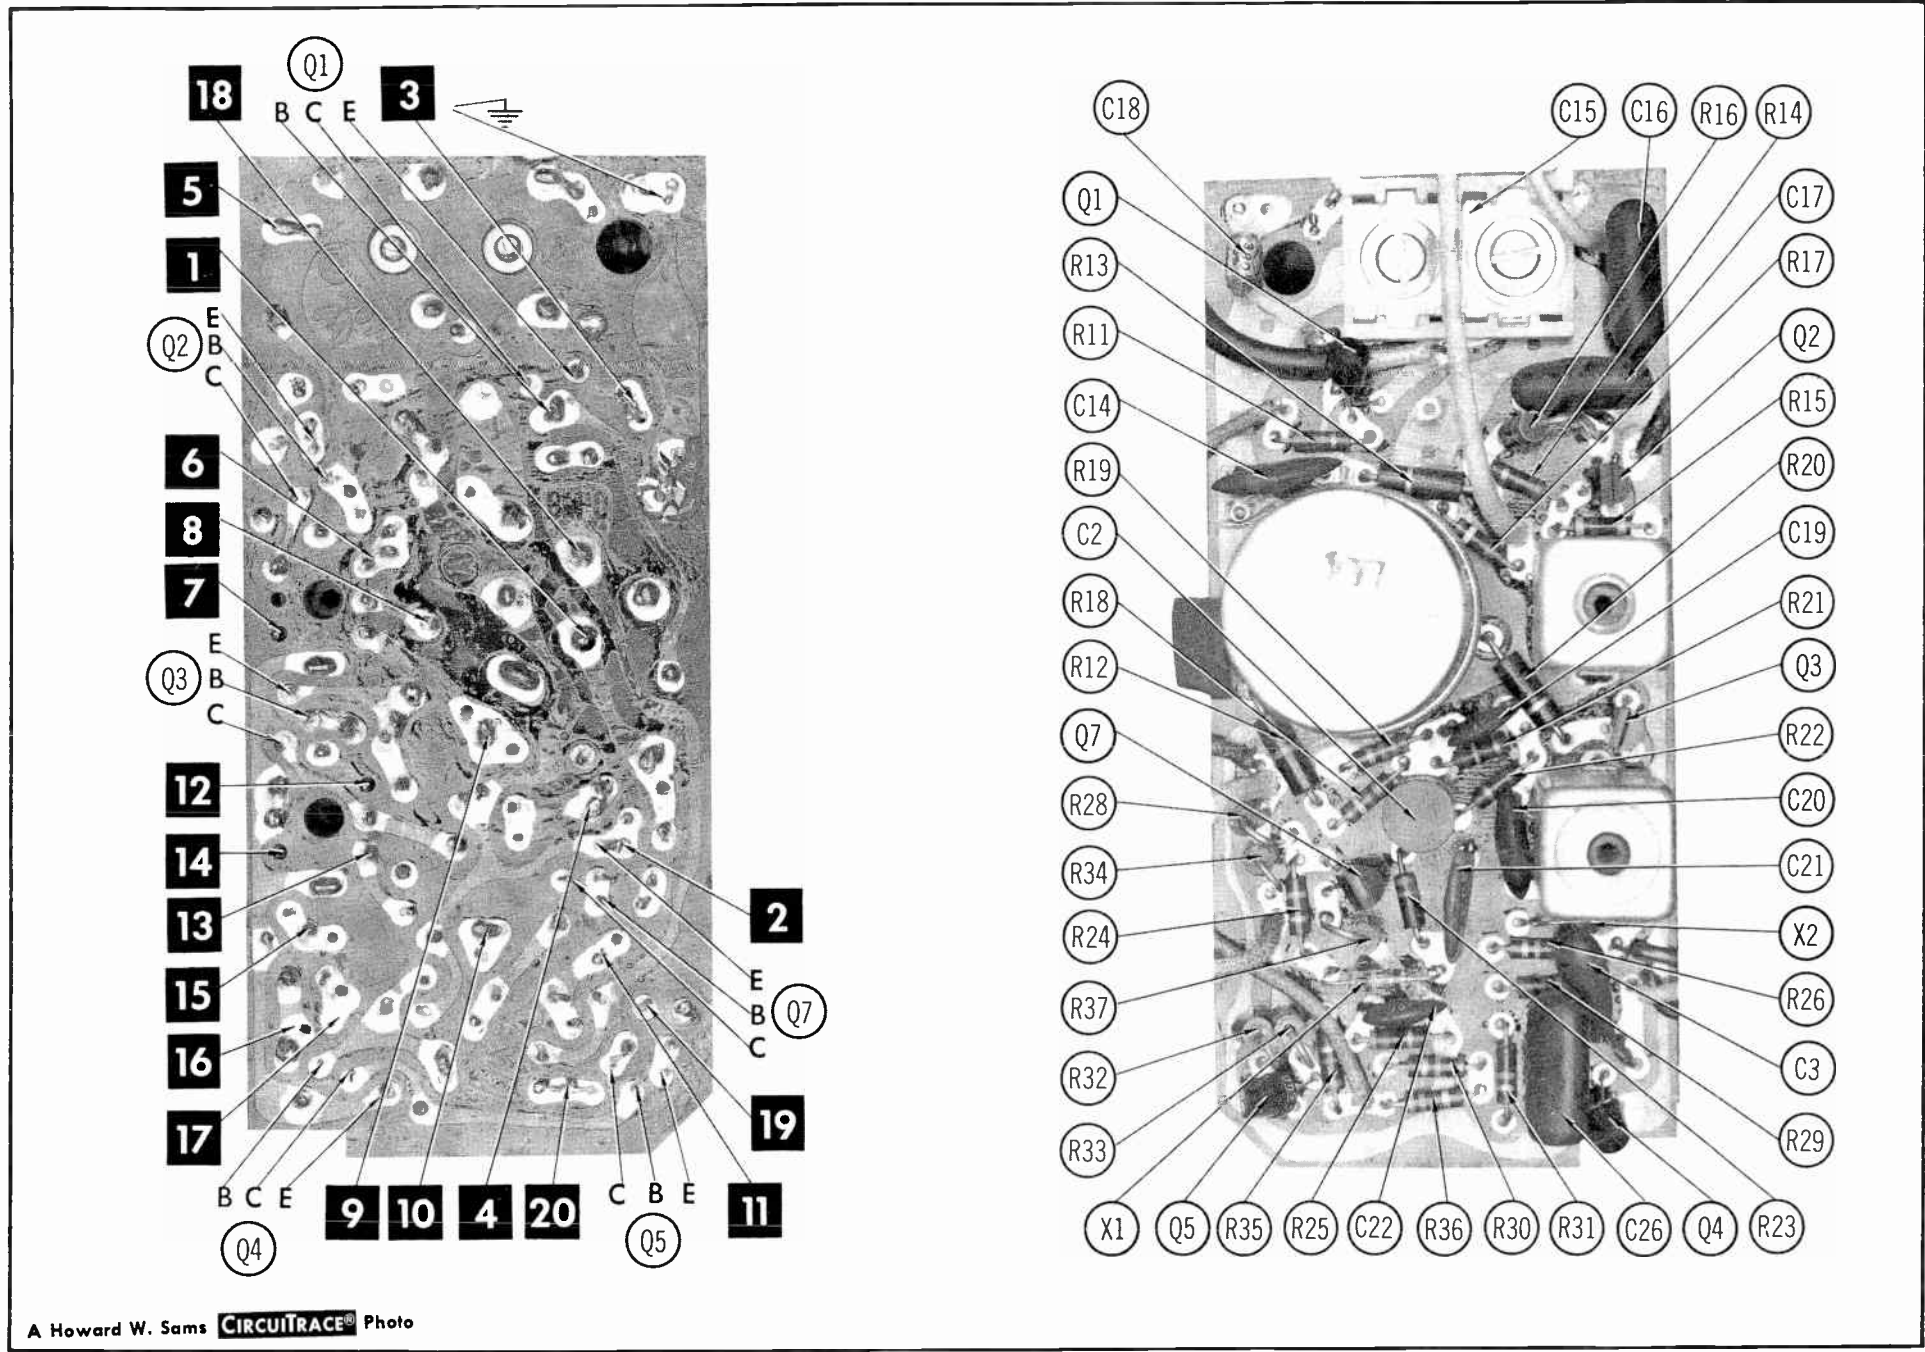 Q1
18
B C E
3
5
1
E
Q2
B
C
6
8
7
E
Q3
B
C
12
14
13
15
16
17
B C E
Q4
9
10
4
20
C B E
Q5
11
19
2
E
B
Q7
C
C18
C15
C16
R16
R14
Q1
R13
R11
C14
R19
C2
R18
R12
Q7
R28
R34
R24
R37
R32
R33
C17
R17
Q2
R15
R20
C19
R21
Q3
R22
C20
C21
X2
R26
C3
R29
X1
Q5
R35
R25
C22
R36
R30
R31
C26
Q4
R23
A Howard W. Sams CIRCUITRACE® Photo